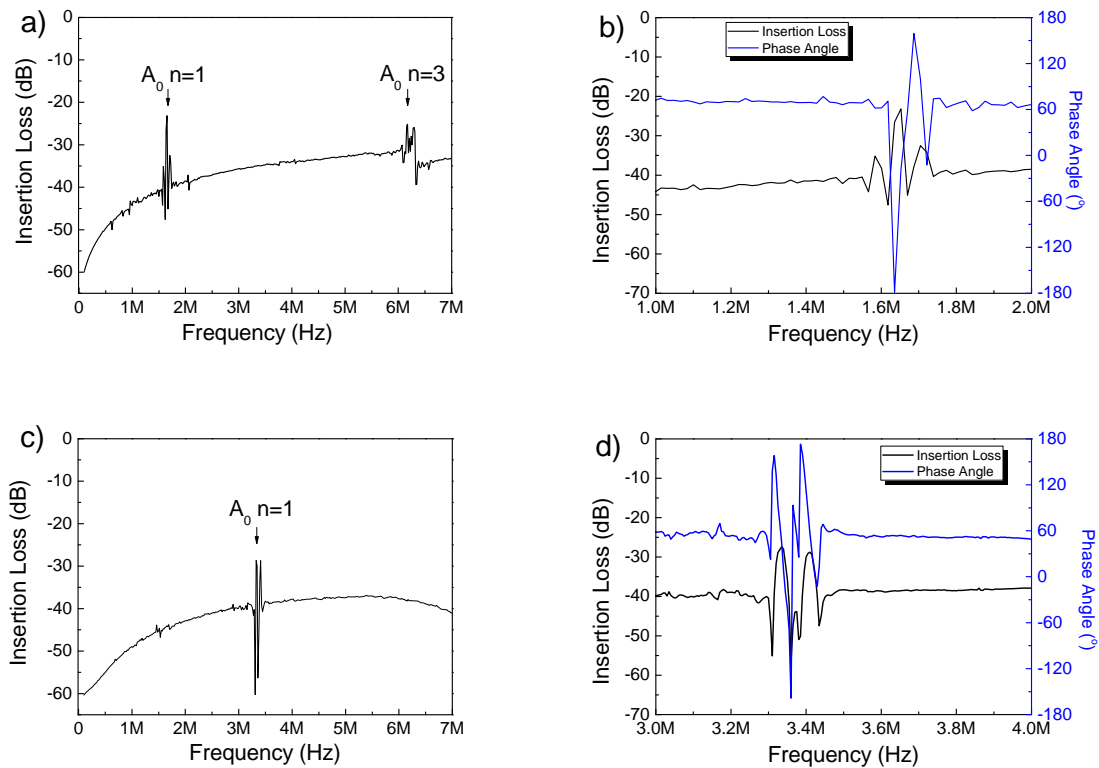 a)
0
-10
-20
-30
-40
-50
-60
Insertion Loss (dB)
A0 n=1
A0 n=3
0 1M 2M 3M 4M 5M 6M 7M
Frequency (Hz)
b)
0
-10
-20
-30
-40
-50
-60
-70
Insertion Loss (dB)
Insertion Loss
Phase Angle
180
120
60
0
-60
-120
-180
Phase Angle (o)
1.0M 1.2M 1.4M 1.6M 1.8M 2.0M
Frequency (Hz)
c)
0
-10
-20
-30
-40
-50
-60
Insertion Loss (dB)
A0 n=1
0 1M 2M 3M 4M 5M 6M 7M
Frequency (Hz)
d)
0
-10
-20
-30
-40
-50
-60
-70
Insertion Loss (dB)
Insertion Loss
Phase Angle
180
120
60
0
-60
-120
-180
Phase Angle (o)
3.0M 3.2M 3.4M 3.6M 3.8M 4.0M
Frequency (Hz)